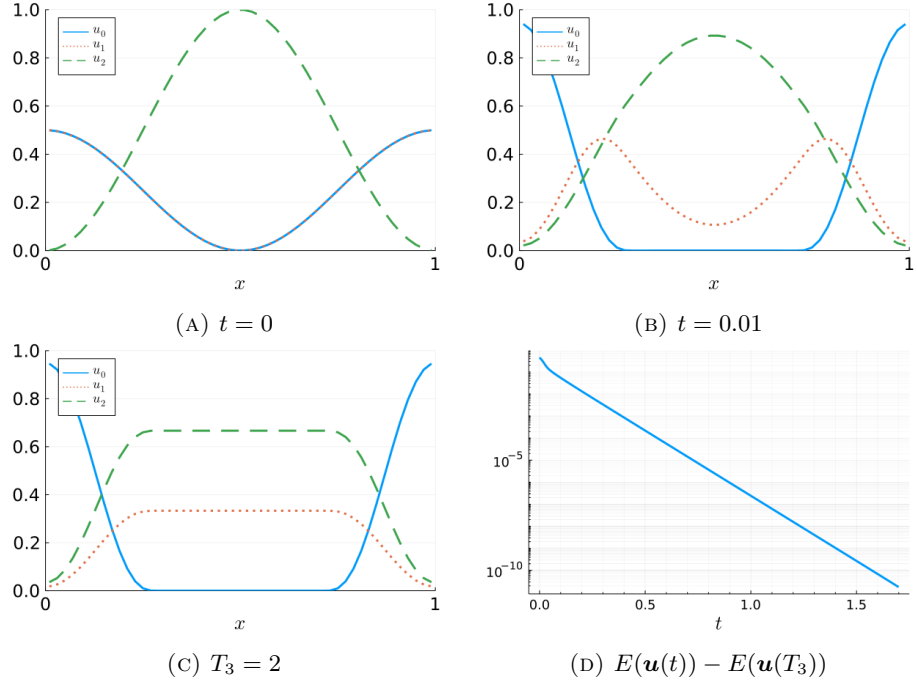 1.0
0.8
0.6
0.4
0.2
0.0
u₀
u₁
u₂
0
1
x
(A) t = 0
1.0
0.8
0.6
0.4
0.2
0.0
u₀
u₁
u₂
0
1
x
(B) t = 0.01
1.0
0.8
0.6
0.4
0.2
0.0
u₀
u₁
u₂
0
1
x
(C) T₃ = 2
10⁻⁵
10⁻¹⁰
0.0
0.5
1.0
1.5
t
(D) E(𝒖(t)) − E(𝒖(T₃))